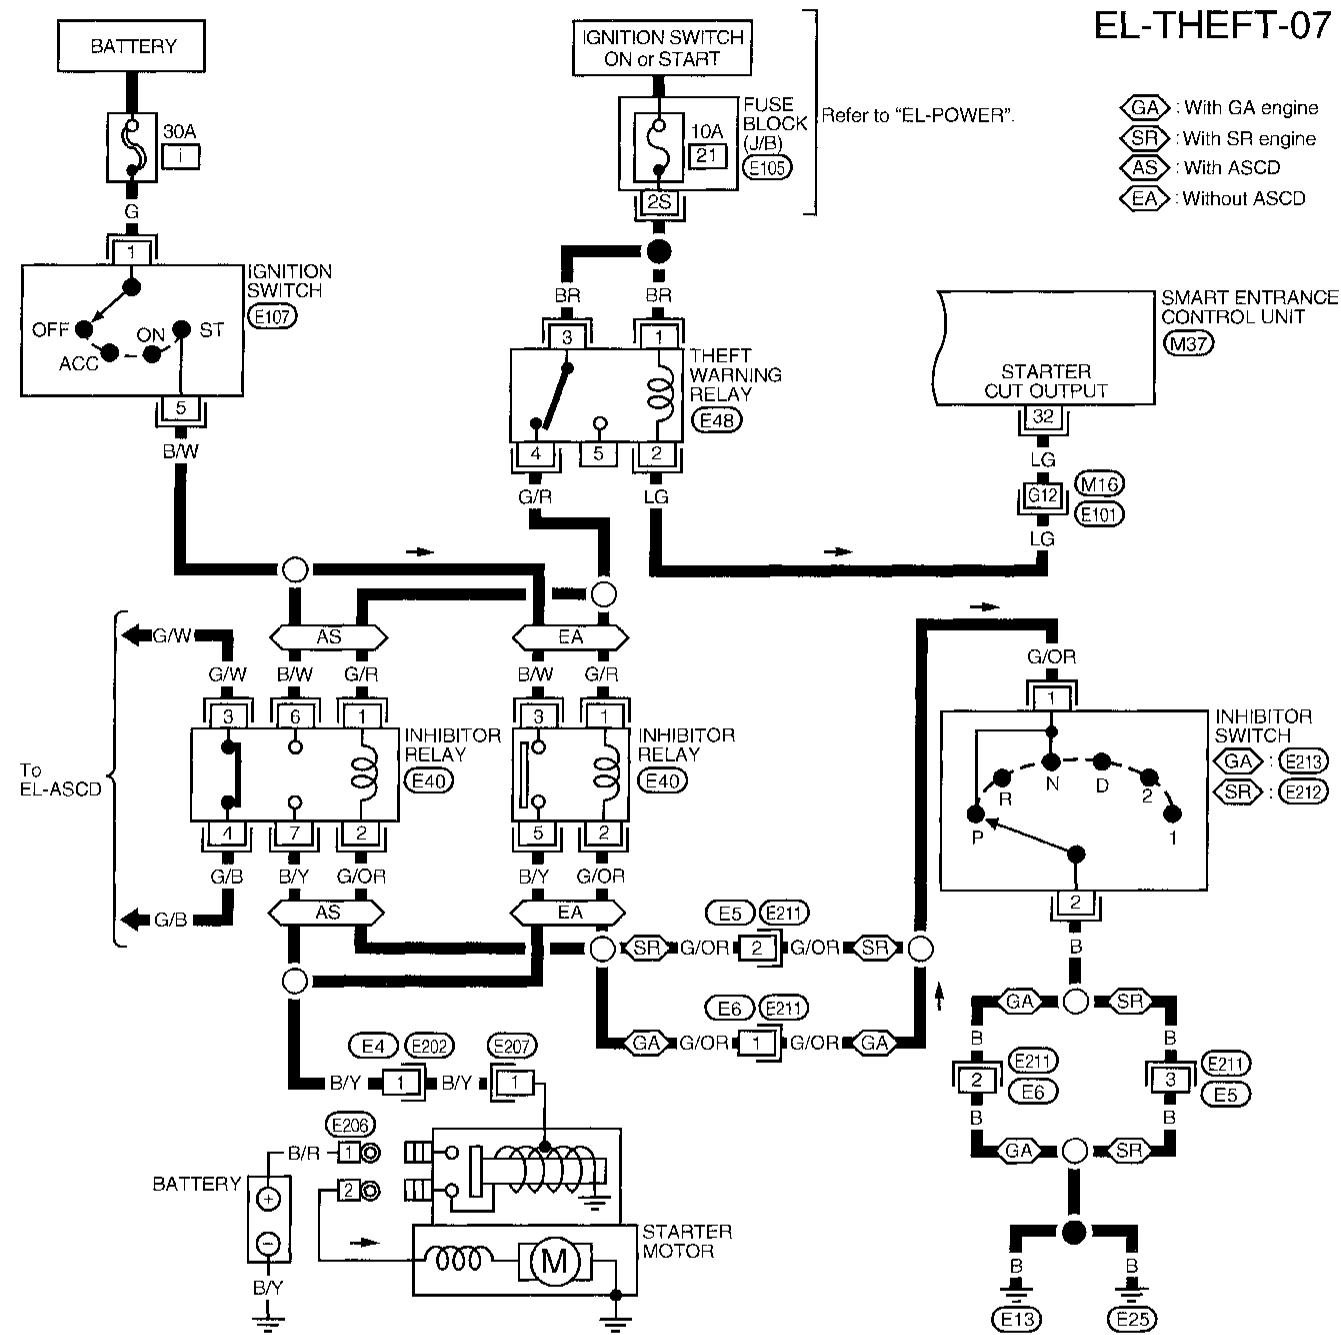 EL-THEFT-07
BATTERY
IGNITION SWITCH
ON or START
FUSE
BLOCK
(J/B)
E105
Refer to "EL-POWER".
GA : With GA engine
SR : With SR engine
AS : With ASCD
EA : Without ASCD
30A
i
10A
21
2S
G
1
IGNITION
SWITCH
E107
OFF
ACC
ON
ST
5
B/W
BR
BR
3
1
THEFT
WARNING
RELAY
E48
4
5
2
G/R
LG
SMART ENTRANCE
CONTROL UNIT
M37
STARTER
CUT OUTPUT
32
LG
G12
M16
E101
LG
To
EL-ASCD
G/W
AS
EA
G/W
B/W
G/R
B/W
G/R
3
6
1
3
1
INHIBITOR
RELAY
E40
INHIBITOR
RELAY
E40
4
7
2
5
2
G/B
B/Y
G/OR
B/Y
G/OR
G/B
AS
EA
G/OR
1
INHIBITOR
SWITCH
GA : E213
SR : E212
P
R
N
D
2
1
2
B
E5
E211
SR
G/OR
2
G/OR
SR
E6
E211
GA
G/OR
1
G/OR
GA
GA
SR
B
B
2
E211
E6
3
E211
E5
B
B
GA
SR
B
B
E13
E25
E4
E202
E207
B/Y
1
B/Y
1
E206
B/R
1
2
BATTERY
+
−
B/Y
M
STARTER
MOTOR